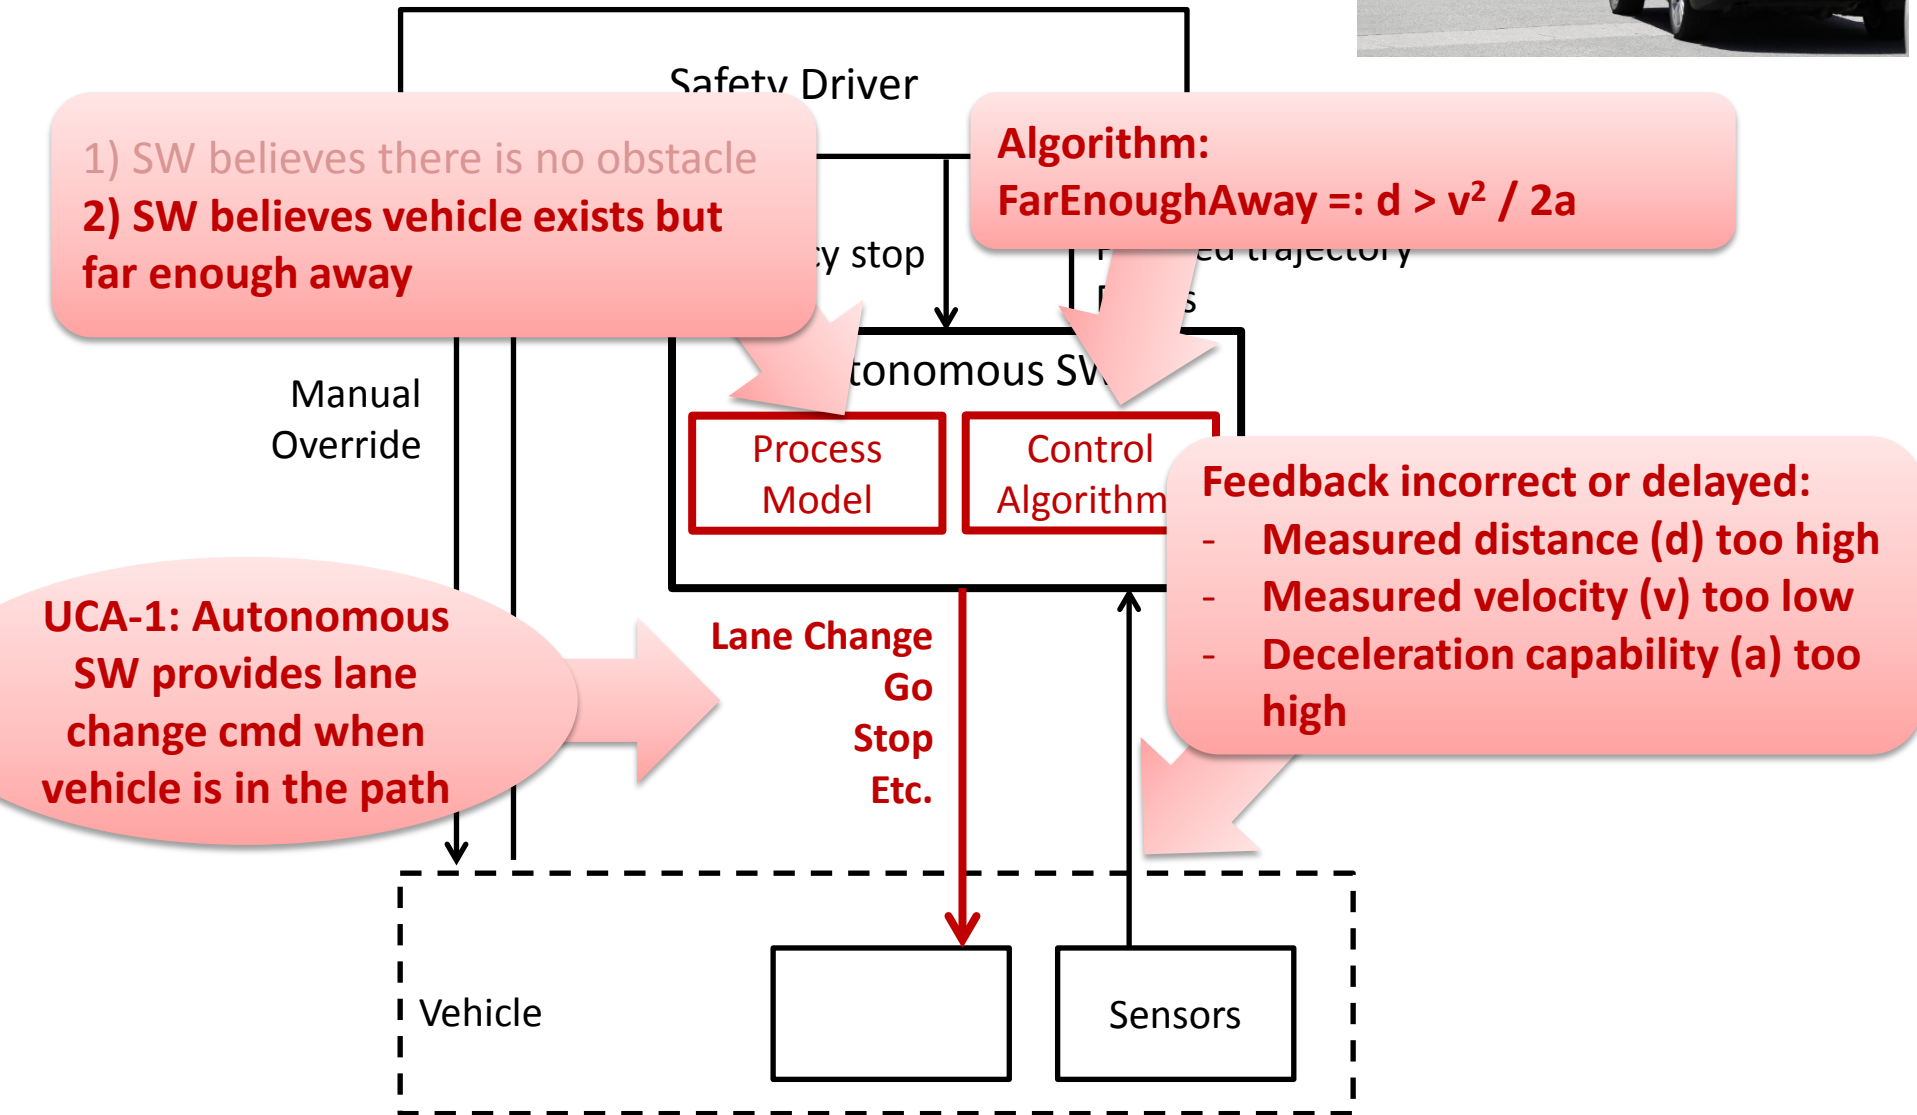 Safety Driver
1) SW believes there is no obstacle
2) SW believes vehicle exists but
far enough away
Algorithm:
FarEnoughAway =: d > v² / 2a
stop
trajectory
Manual
Override
SW
Process
Model
Control
Algorithm
Feedback incorrect or delayed:
- Measured distance (d) too high
- Measured velocity (v) too low
- Deceleration capability (a) too
high
UCA-1: Autonomous
SW provides lane
change cmd when
vehicle is in the path
Lane Change
Go
Stop
Etc.
Vehicle
Sensors